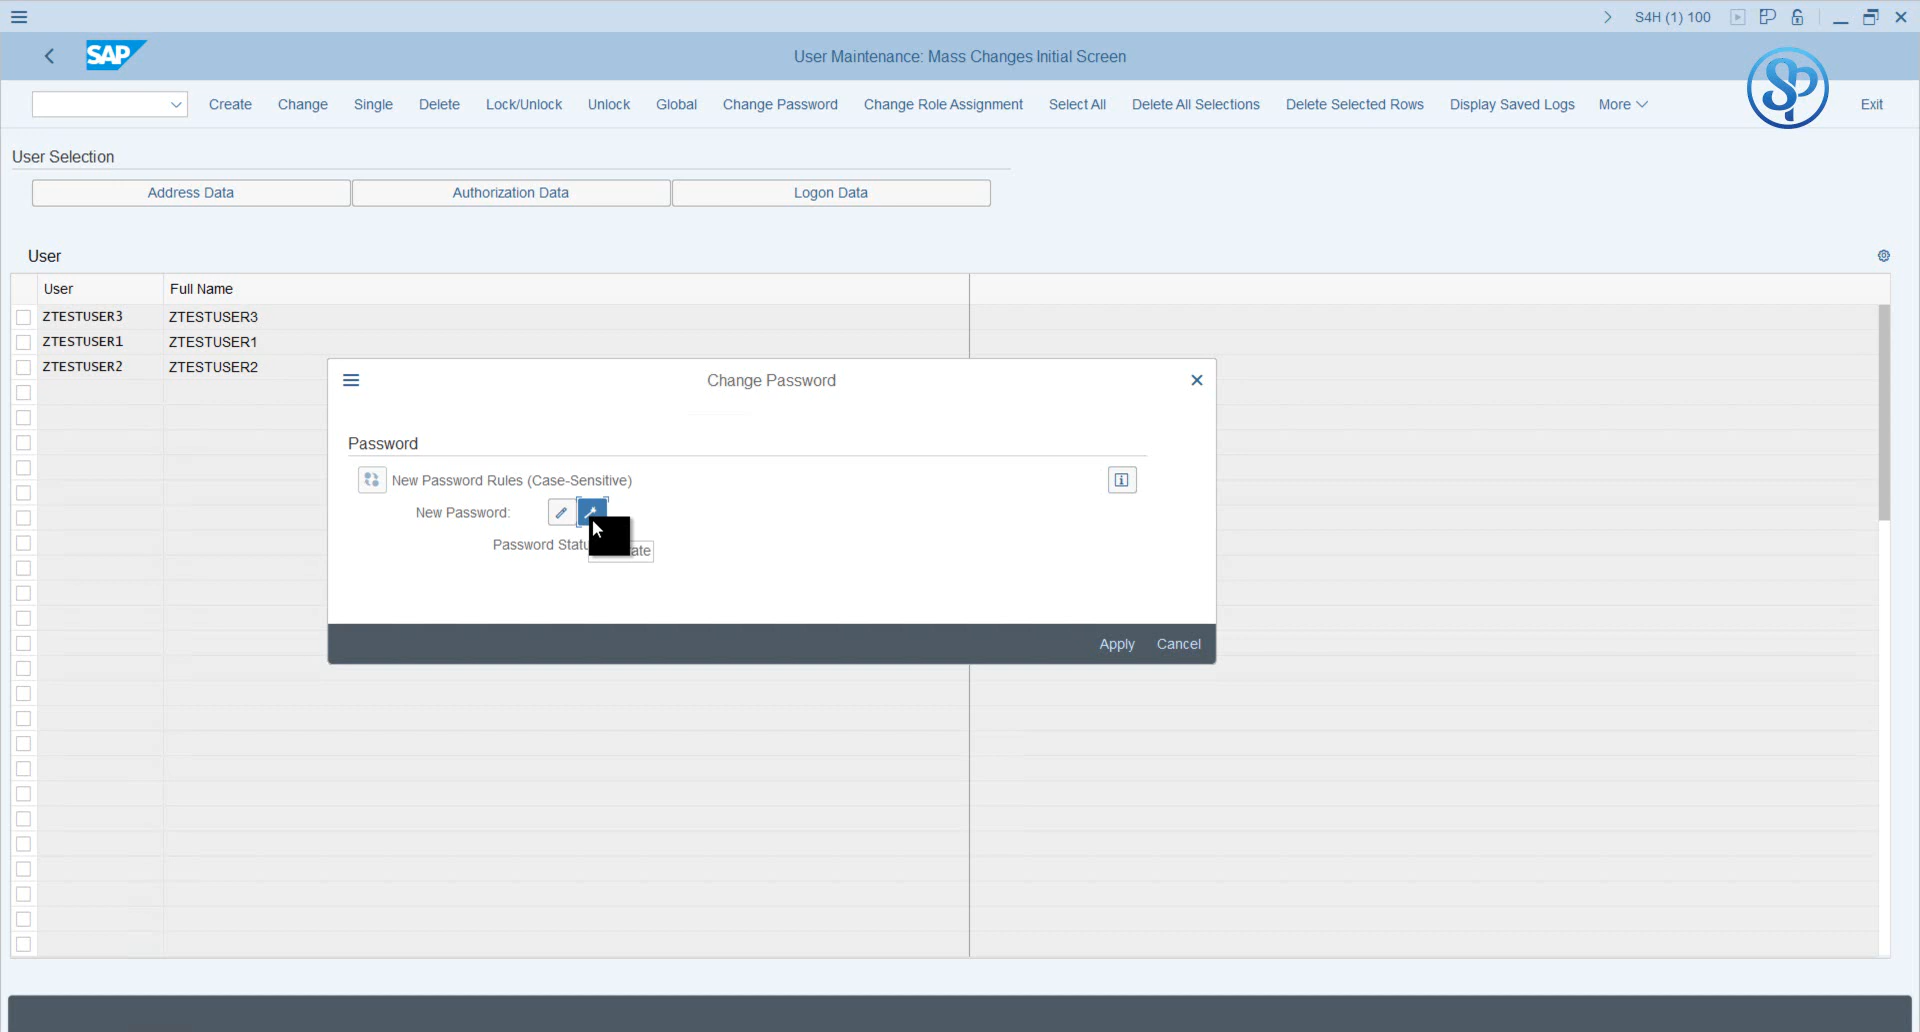 S4H (1) 100
SAP
User Maintenance: Mass Changes Initial Screen
Create Change Single Delete Lock/Unlock Unlock Global Change Password Change Role Assignment Select All Delete All Selections Delete Selected Rows Display Saved Logs More Exit
User Selection
Address Data Authorization Data Logon Data
User
User Full Name
ZTESTUSER3 ZTESTUSER3
ZTESTUSER1 ZTESTUSER1
ZTESTUSER2 ZTESTUSER2
Change Password
Password
New Password Rules (Case-Sensitive)
New Password:
Password
Apply Cancel